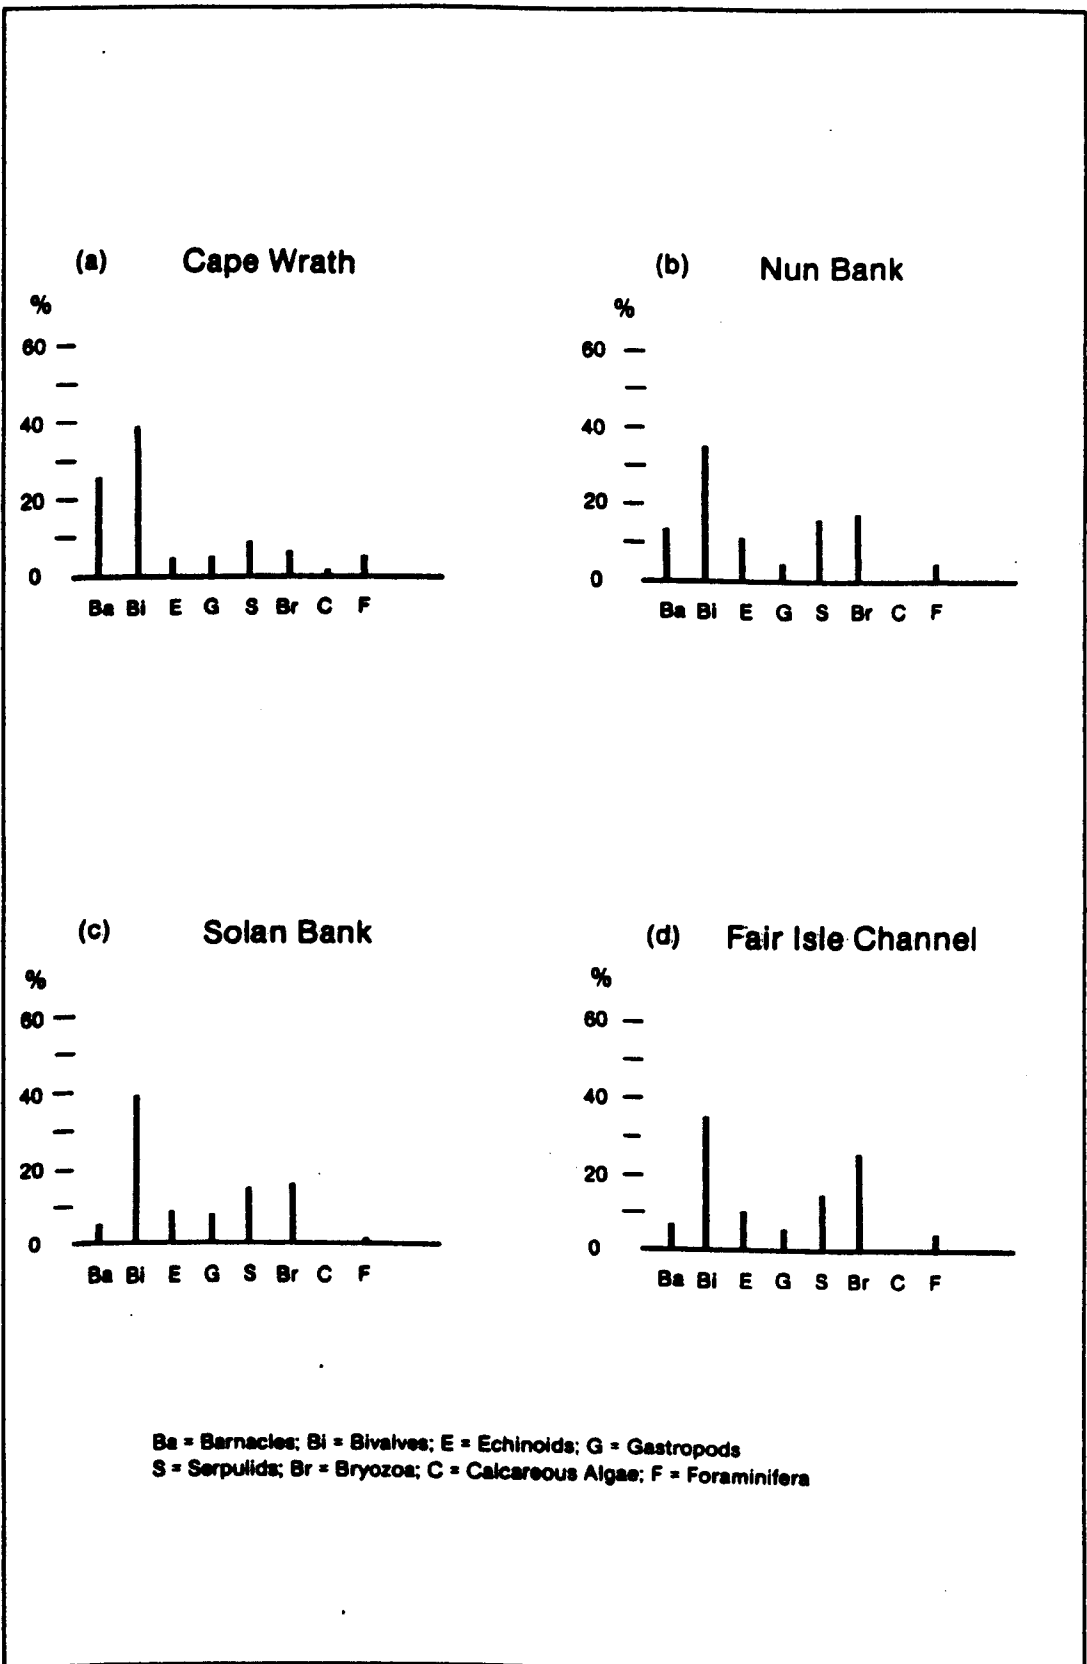 (a) Cape Wrath
%
60
40
20
0
Ba Bi E G S Br C F
(b) Nun Bank
%
60
40
20
0
Ba Bi E G S Br C F
(c) Solan Bank
%
60
40
20
0
Ba Bi E G S Br C F
(d) Fair Isle Channel
%
60
40
20
0
Ba Bi E G S Br C F
Ba = Barnacles; Bi = Bivalves; E = Echinoids; G = Gastropods
S = Serpulids; Br = Bryozoa; C = Calcareous Algae; F = Foraminifera